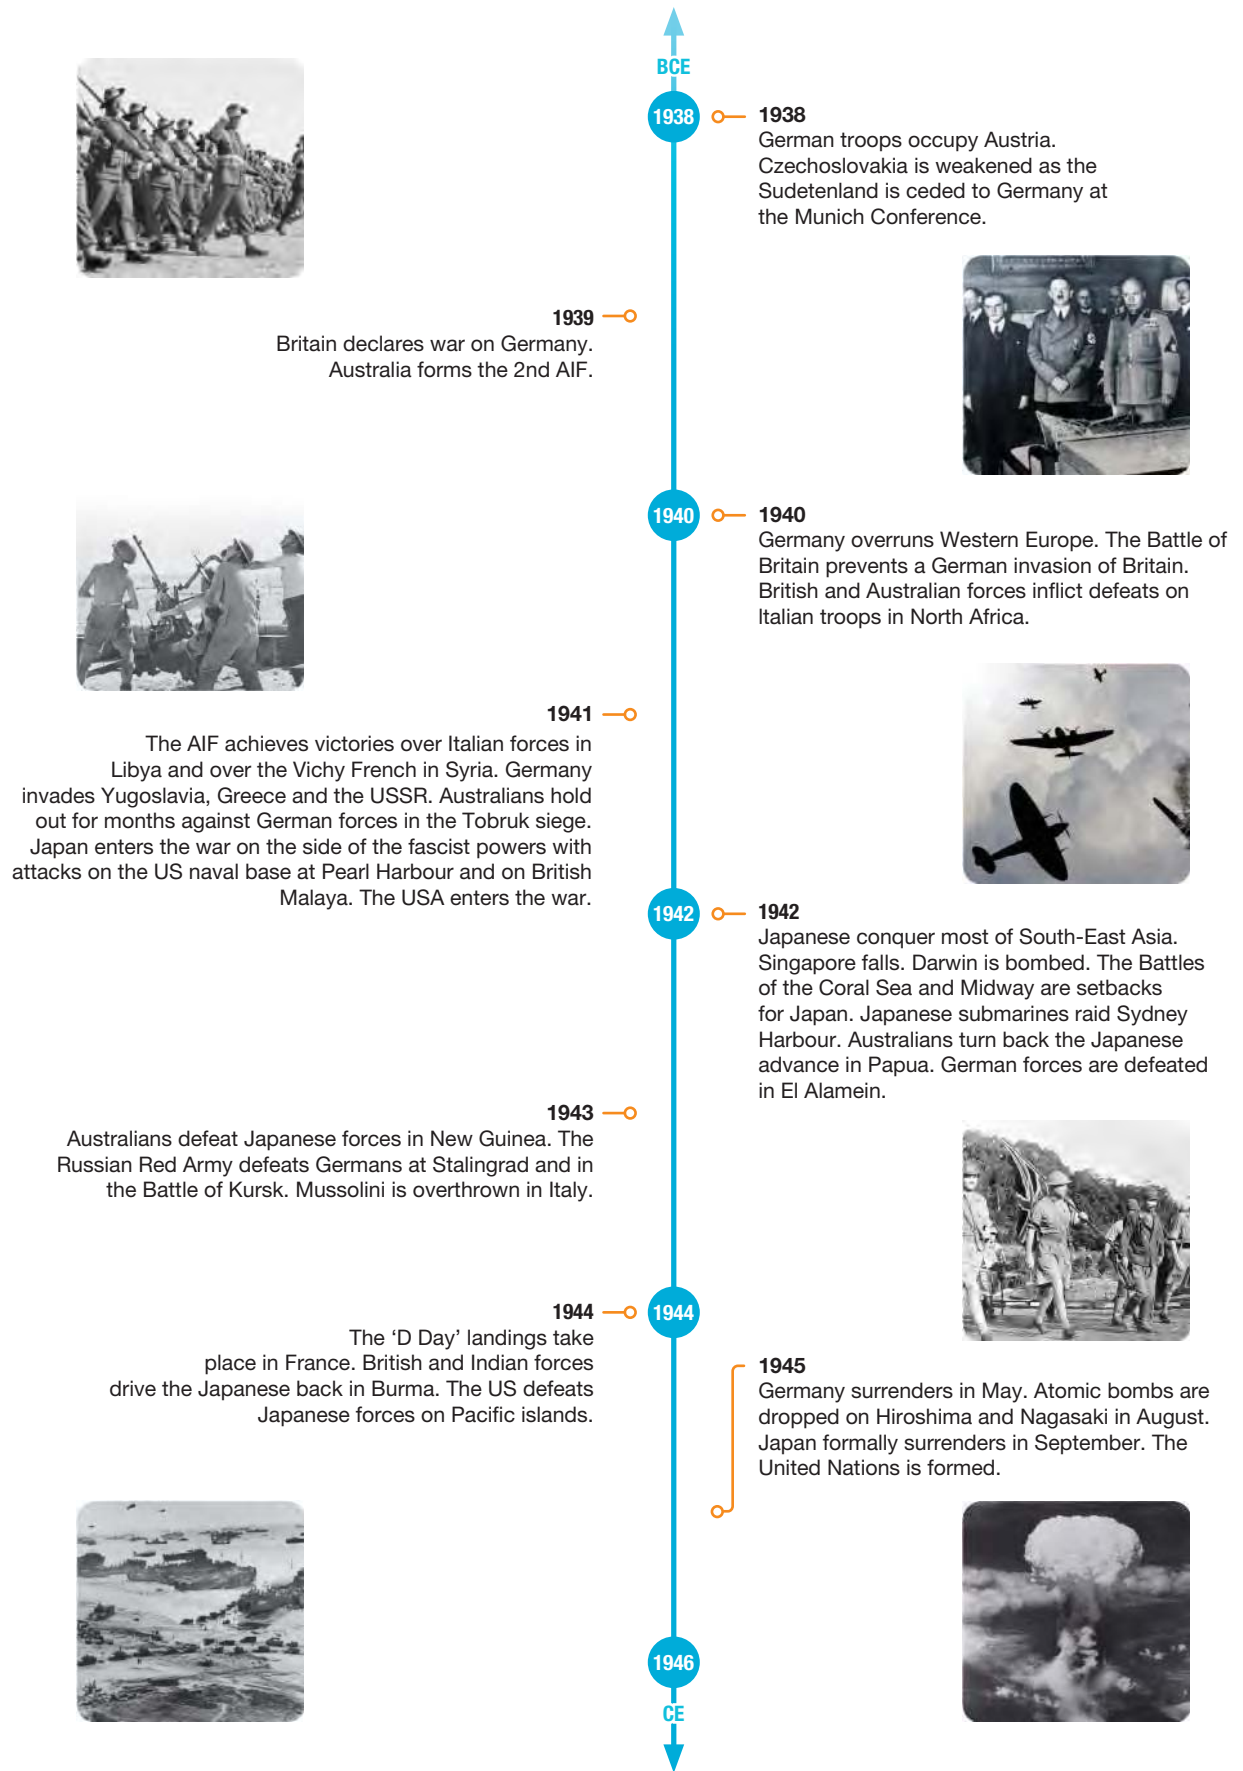 BCE
1938
1938
German troops occupy Austria.
Czechoslovakia is weakened as the
Sudetenland is ceded to Germany at
the Munich Conference.
1939
Britain declares war on Germany.
Australia forms the 2nd AIF.
1940
1940
Germany overruns Western Europe. The Battle of
Britain prevents a German invasion of Britain.
British and Australian forces inflict defeats on
Italian troops in North Africa.
1941
The AIF achieves victories over Italian forces in
Libya and over the Vichy French in Syria. Germany
invades Yugoslavia, Greece and the USSR. Australians hold
out for months against German forces in the Tobruk siege.
Japan enters the war on the side of the fascist powers with
attacks on the US naval base at Pearl Harbour and on British
Malaya. The USA enters the war.
1942
1942
Japanese conquer most of South-East Asia.
Singapore falls. Darwin is bombed. The Battles
of the Coral Sea and Midway are setbacks
for Japan. Japanese submarines raid Sydney
Harbour. Australians turn back the Japanese
advance in Papua. German forces are defeated
in El Alamein.
1943
Australians defeat Japanese forces in New Guinea. The
Russian Red Army defeats Germans at Stalingrad and in
the Battle of Kursk. Mussolini is overthrown in Italy.
1944
1944
The ‘D Day’ landings take
place in France. British and Indian forces
drive the Japanese back in Burma. The US defeats
Japanese forces on Pacific islands.
1945
Germany surrenders in May. Atomic bombs are
dropped on Hiroshima and Nagasaki in August.
Japan formally surrenders in September. The
United Nations is formed.
1946
CE